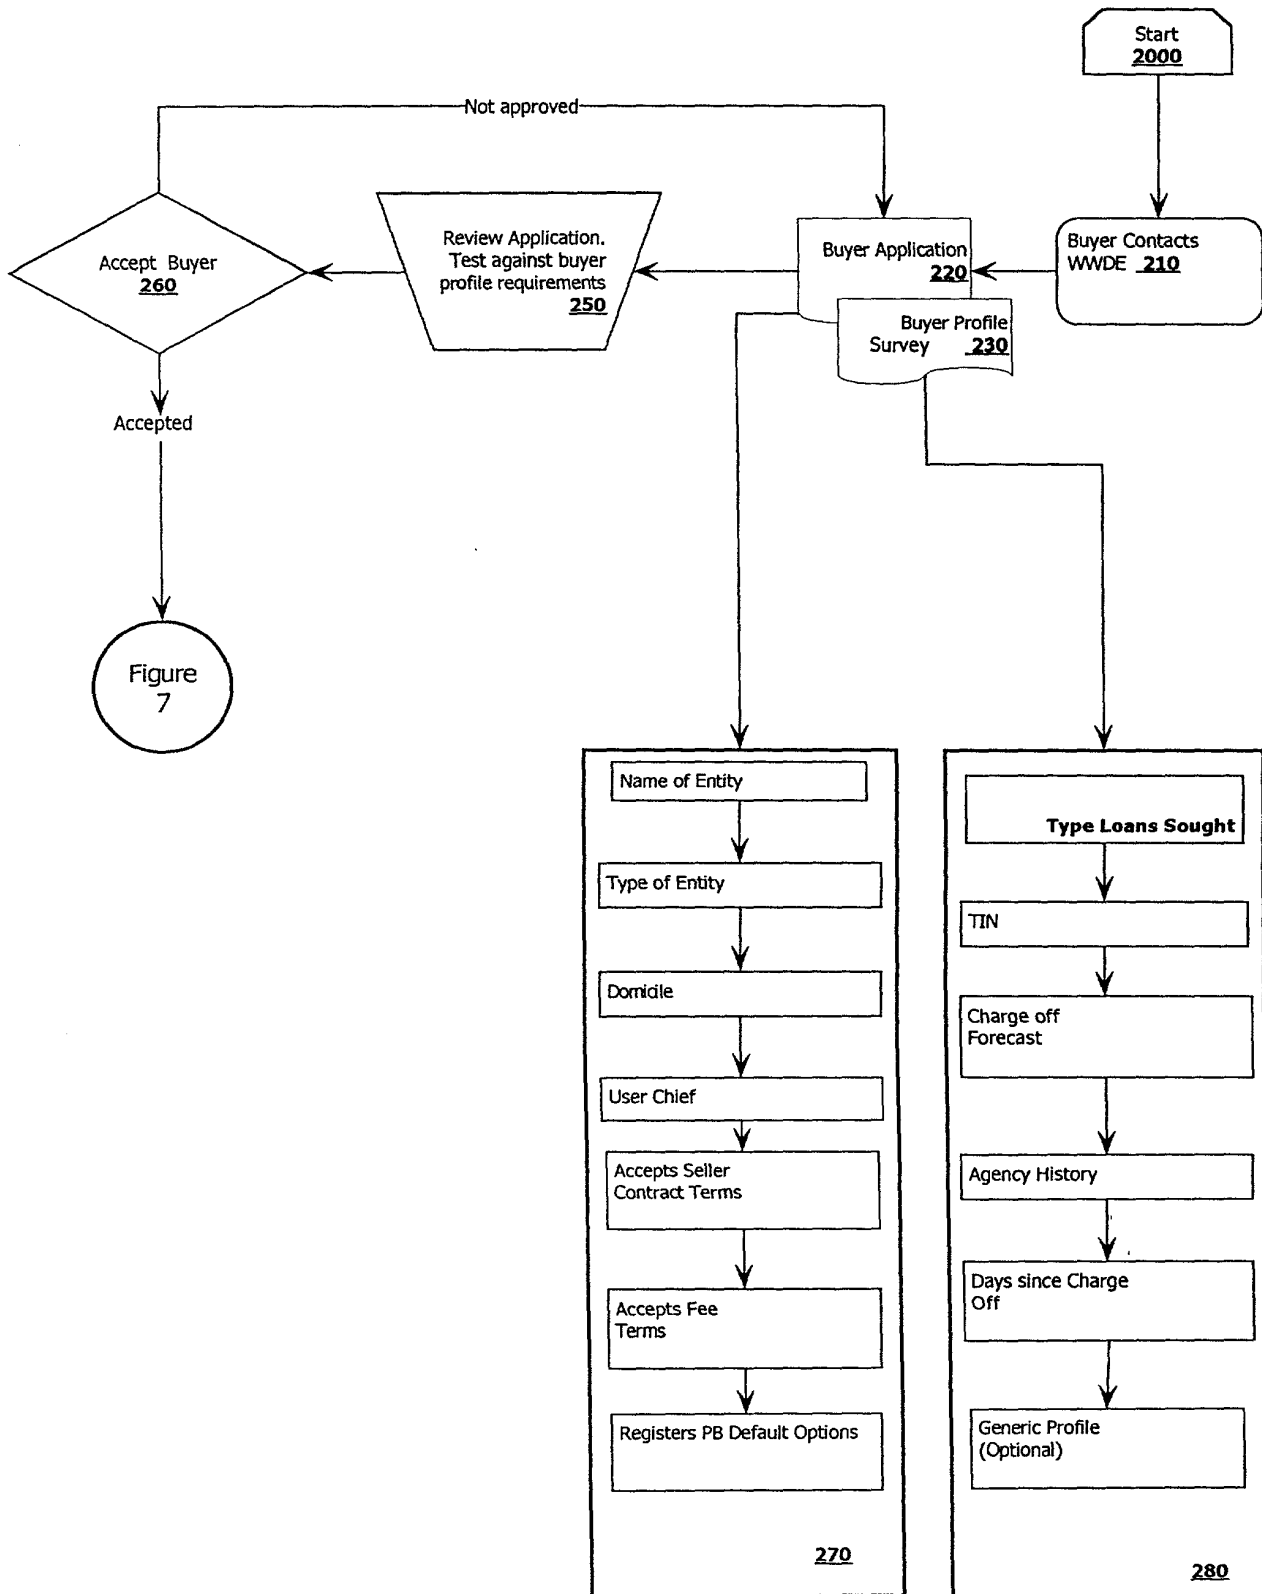 Start
2000
Not approved
Accept Buyer
260
Review Application.
Test against buyer
profile requirements
250
Buyer Application
220
Buyer Contacts
WWDE 210
Buyer Profile
Survey 230
Accepted
Figure
7
Name of Entity
Type of Entity
Domicile
User Chief
Accepts Seller
Contract Terms
Accepts Fee
Terms
Registers PB Default Options
270
Type Loans Sought
TIN
Charge off
Forecast
Agency History
Days since Charge
Off
Generic Profile
(Optional)
280